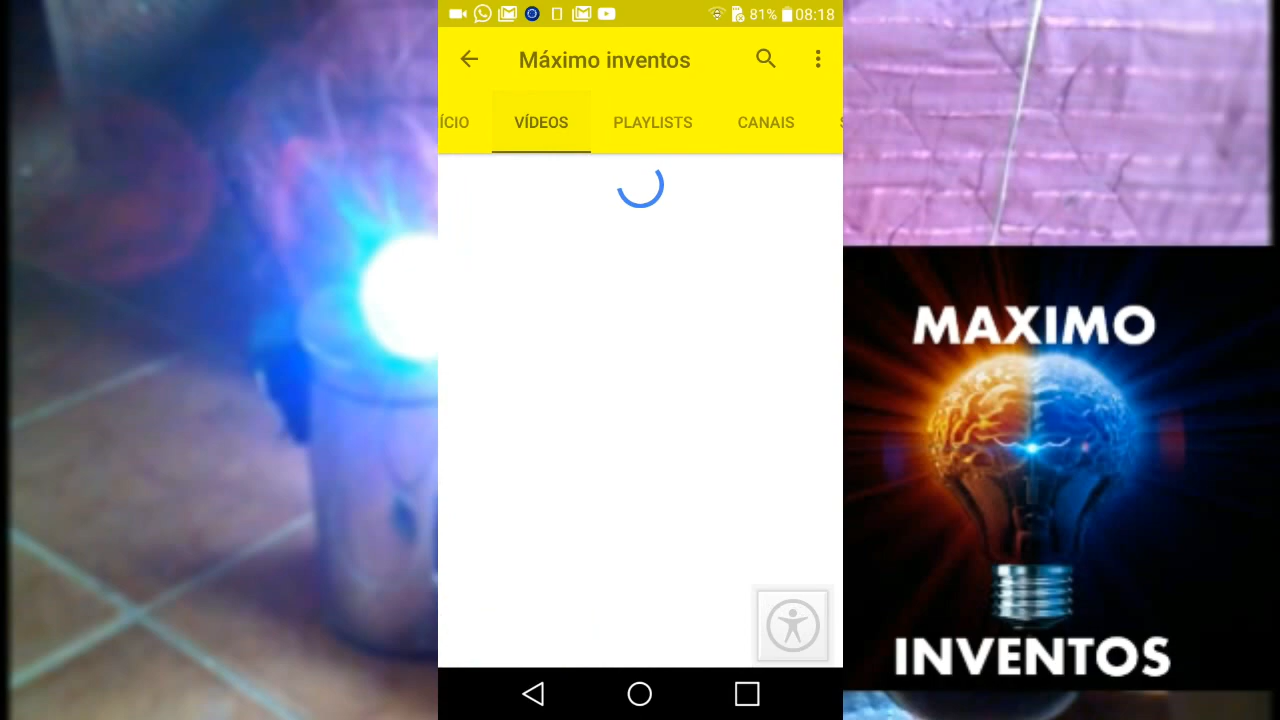 81% 08:18
Máximo inventos
ÍCIO VÍDEOS PLAYLISTS CANAIS
MAXIMO
INVENTOS